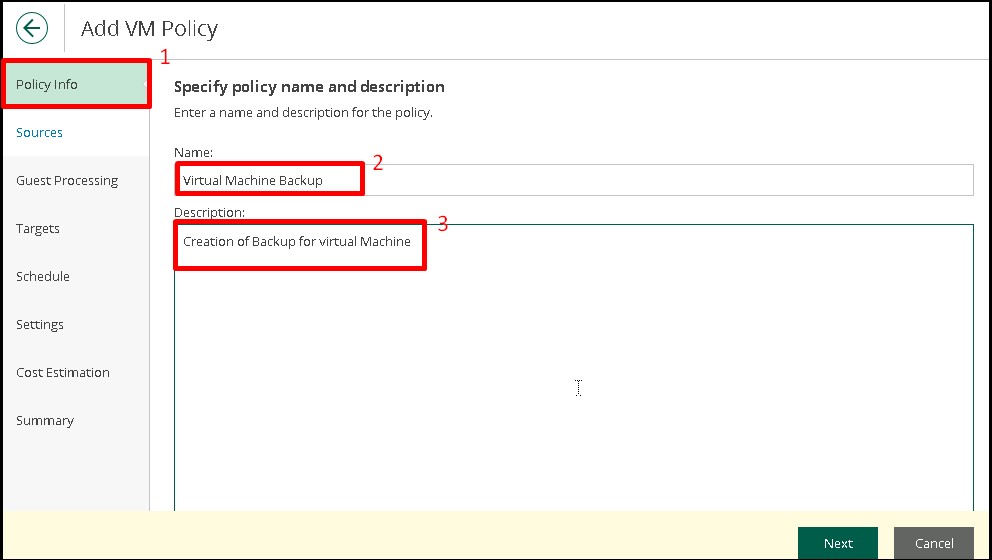 Add VM Policy
1
Policy Info
Sources
Guest Processing
Targets
Schedule
Settings
Cost Estimation
Summary
Specify policy name and description
Enter a name and description for the policy.
Name:
2
Virtual Machine Backup
Description:
3
Creation of Backup for virtual Machine
Next Cancel